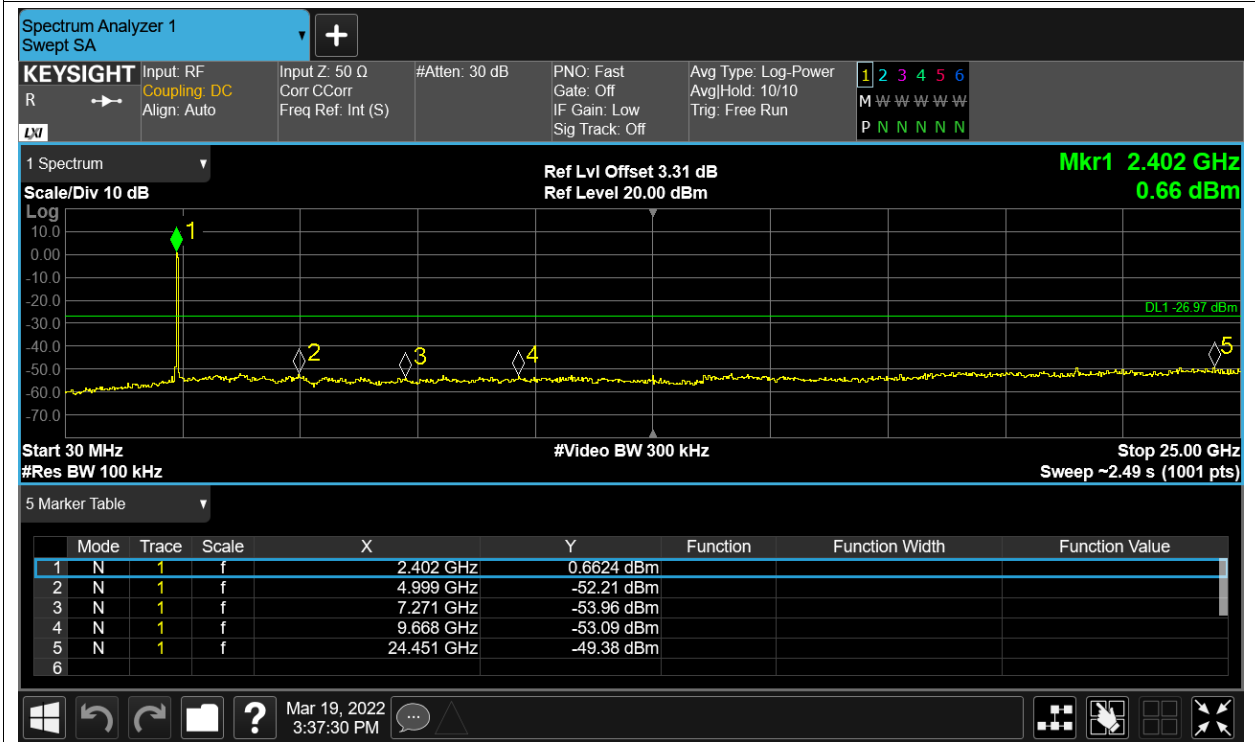 Spectrum Analyzer 1
Swept SA
▼
+
KEYSIGHT Input: RF Input Z: 50 Ω #Atten: 30 dB PNO: Fast Avg Type: Log-Power 1 2 3 4 5 6
R Coupling: DC Corr CCorr Gate: Off Avg|Hold: 10/10 M W W W W W
Align: Auto Freq Ref: Int (S) IF Gain: Low Trig: Free Run
LXI Sig Track: Off P N N N N N
1 Spectrum ▼ Ref Lvl Offset 3.31 dB Mkr1 2.402 GHz
Scale/Div 10 dB Ref Level 20.00 dBm 0.66 dBm
Log
10.0
1
0.00
-10.0
-20.0
DL1 -26.97 dBm
-30.0
-40.0
2 3 4 5
-50.0
-60.0
-70.0
Start 30 MHz #Video BW 300 kHz Stop 25.00 GHz
#Res BW 100 kHz Sweep ~2.49 s (1001 pts)
5 Marker Table ▼
Mode Trace Scale X Y Function Function Width Function Value
1 N 1 f 2.402 GHz 0.6624 dBm
2 N 1 f 4.999 GHz -52.21 dBm
3 N 1 f 7.271 GHz -53.96 dBm
4 N 1 f 9.668 GHz -53.09 dBm
5 N 1 f 24.451 GHz -49.38 dBm
6
? Mar 19, 2022
3:37:30 PM